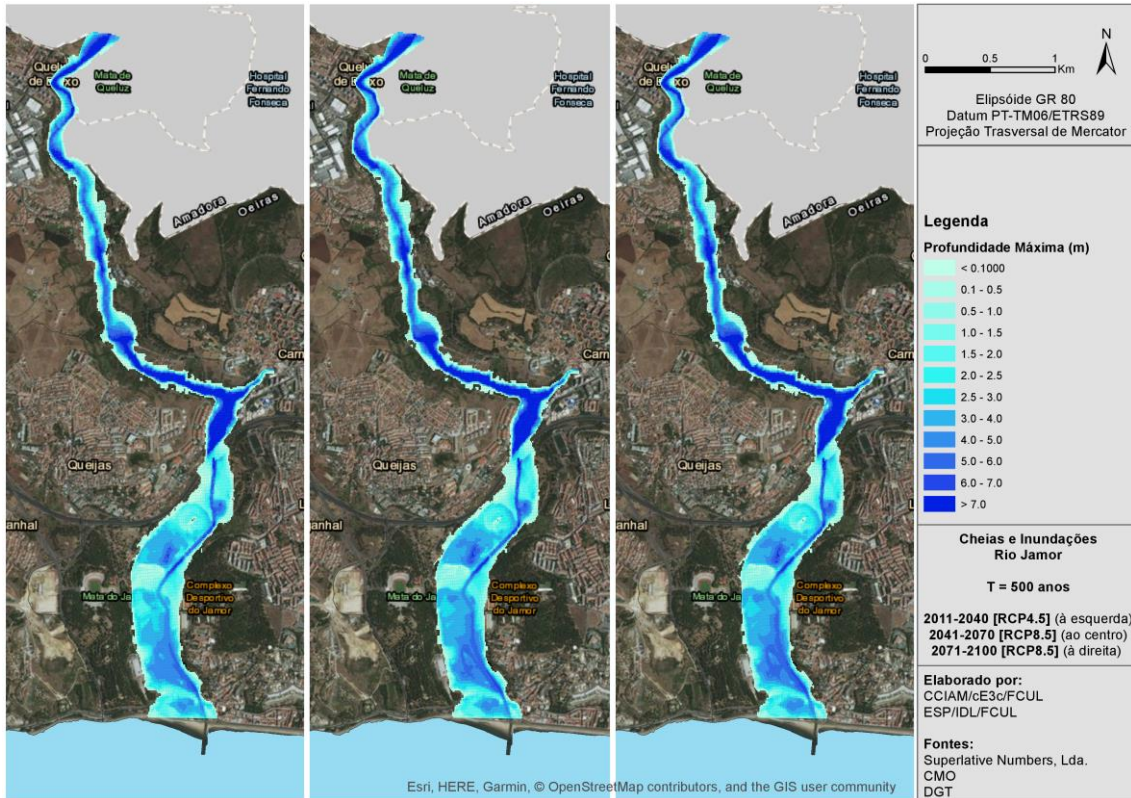 Mata de
Queluz
Hospital
Fernando
Fonseca
Amadora
Oeiras
Queijas
Complexo
Desportivo
do Jamor
Mata do Ja
Mata de
Queluz
Hospital
Fernando
Fonseca
Amadora
Oeiras
Queijas
Complexo
Desportivo
do Jamor
Mata do Ja
Mata de
Queluz
Hospital
Fernando
Fonseca
Amadora
Oeiras
Queijas
Complexo
Desportivo
do Jamor
Mata do Ja
Esri, HERE, Garmin, © OpenStreetMap contributors, and the GIS user community
N
0 0.5 1
Km
Elipsóide GR 80
Datum PT-TM06/ETRS89
Projeção Trasversal de Mercator
Legenda
Profundidade Máxima (m)
< 0.1000
0.1 - 0.5
0.5 - 1.0
1.0 - 1.5
1.5 - 2.0
2.0 - 2.5
2.5 - 3.0
3.0 - 4.0
4.0 - 5.0
5.0 - 6.0
6.0 - 7.0
> 7.0
Cheias e Inundações
Rio Jamor
T = 500 anos
2011-2040 [RCP4.5] (à esquerda)
2041-2070 [RCP8.5] (ao centro)
2071-2100 [RCP8.5] (à direita)
Elaborado por:
CCIAM/cE3c/FCUL
ESP/IDL/FCUL
Fontes:
Superlative Numbers, Lda.
CMO
DGT